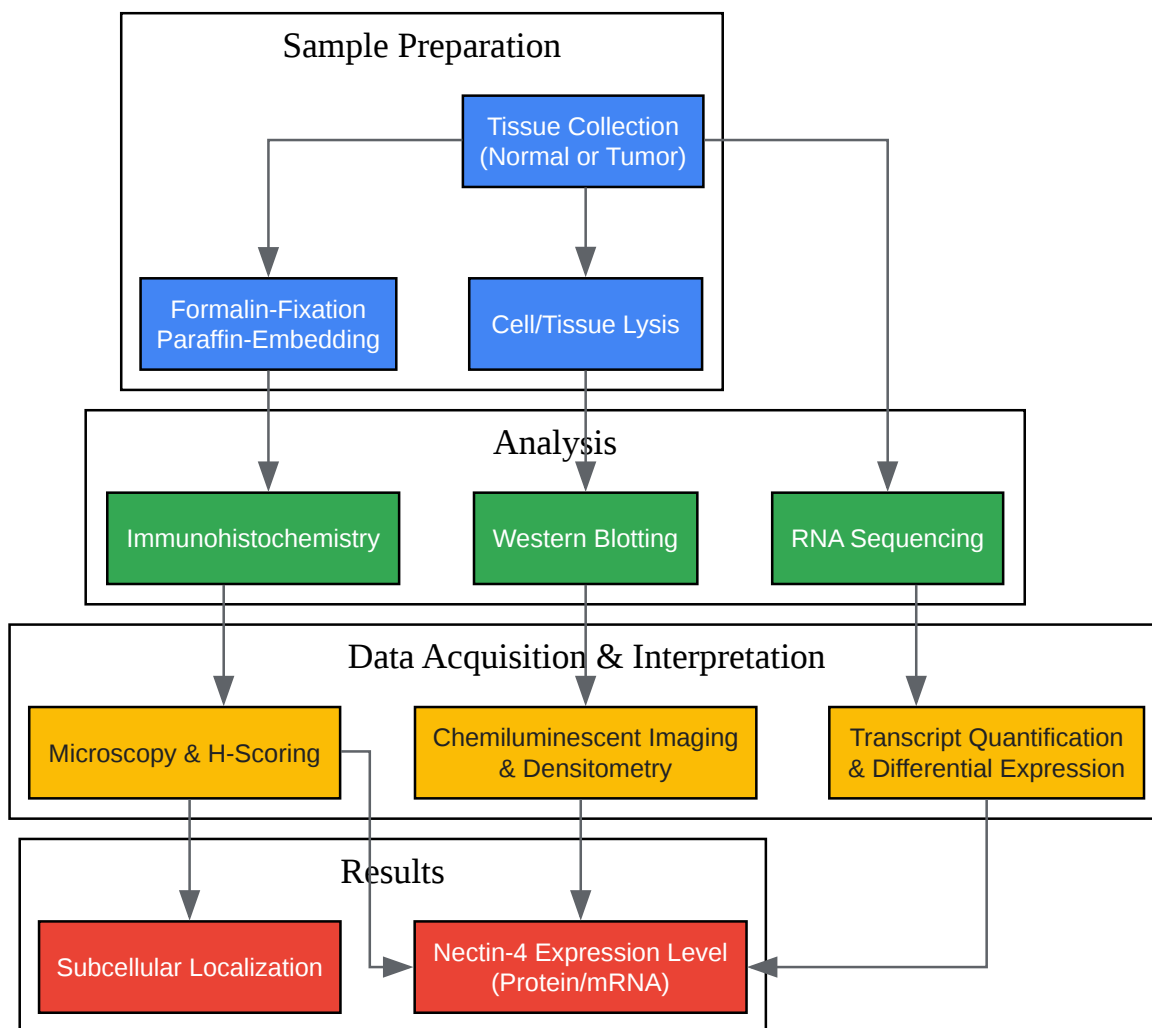 Sample Preparation
Tissue Collection
(Normal or Tumor)
Formalin-Fixation
Paraffin-Embedding
Cell/Tissue Lysis
Analysis
Immunohistochemistry
Western Blotting
RNA Sequencing
Data Acquisition & Interpretation
Microscopy & H-Scoring
Chemiluminescent Imaging
& Densitometry
Transcript Quantification
& Differential Expression
Results
Subcellular Localization
Nectin-4 Expression Level
(Protein/mRNA)